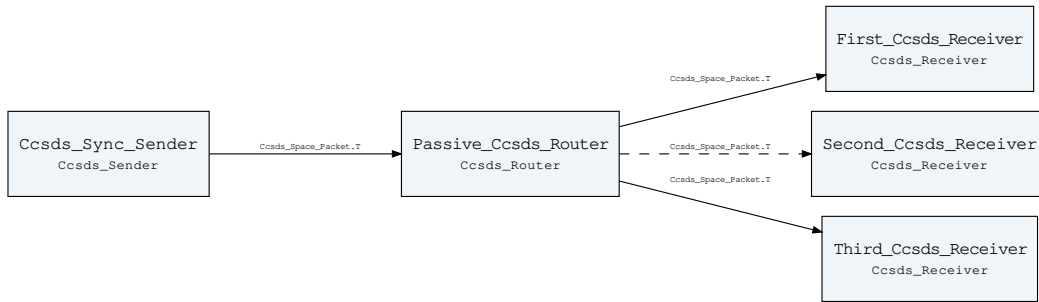 First_Ccsds_Receiver
Ccsds_Receiver
Ccsds_Space_Packet.T
Ccsds_Sync_Sender
Ccsds_Sender
Ccsds_Space_Packet.T
Passive_Ccsds_Router
Ccsds_Router
Ccsds_Space_Packet.T
Second_Ccsds_Receiver
Ccsds_Receiver
Ccsds_Space_Packet.T
Third_Ccsds_Receiver
Ccsds_Receiver